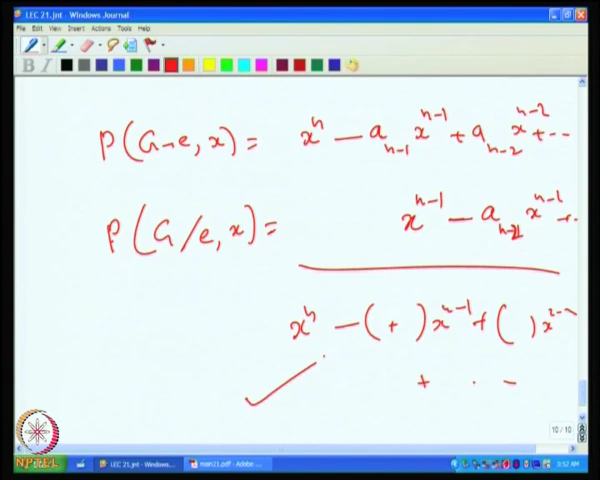 LEC 21.jnt - Windows Journal
File Edit View Insert Actions Tools Help
B I
P(G-e, x) = x^n - a_{n-1} x^{n-1} + a_{n-2} x^{n-2} + ...
P(G/e, x) = x^{n-1} - a_{n-2} x^{n-2} + ..
x^n - ( + ) x^{n-1} + ( ) x^{n-2}
+ . -
10 / 10
NPTEL
LEC 21.jnt - Windows... main21.pdf - Adobe... 3:52 AM